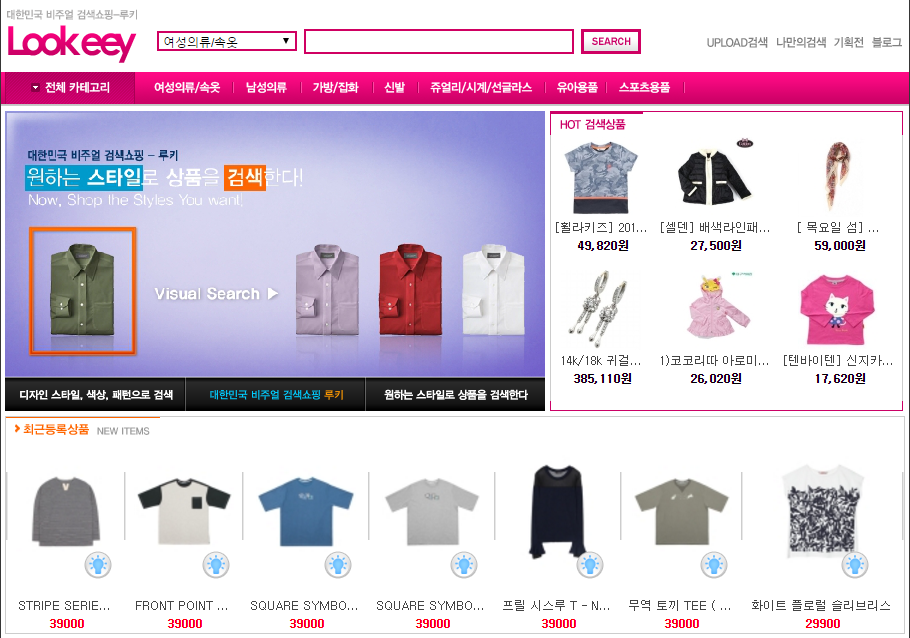 대한민국 비주얼 검색쇼핑-루키
Lookeey
여성의류/속옷
SEARCH
UPLOAD검색 나만의검색 기획전 블로그
전체 카테고리 여성의류/속옷 남성의류 가방/잡화 신발 쥬얼리/시계/선글라스 유아용품 스포츠용품
대한민국 비주얼 검색쇼핑 - 루키
원하는 스타일로 상품을 검색한다!
Now, Shop the Styles You want!
Visual Search ▶
디자인 스타일, 색상, 패턴으로 검색
대한민국 비주얼 검색쇼핑 루키
원하는 스타일로 상품을 검색한다
HOT 검색상품
[휠라키즈] 201... [셀덴] 배색라인패... [ 목요일 섬] ...
49,820원 27,500원 59,000원
14k/18k 귀걸... 1)코코리따 아로미... [텐바이텐] 신지카...
385,110원 26,020원 17,620원
최근등록상품 NEW ITEMS
STRIPE SERIE... FRONT POINT ... SQUARE SYMBO... SQUARE SYMBO... 프릴 시스루 T - N... 무역 토끼 TEE ( ... 화이트 플로럴 슬리브리스
39000 39000 39000 39000 39000 39000 29900